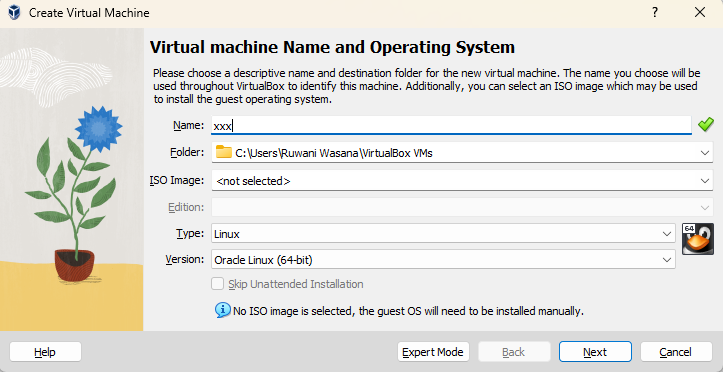 Create Virtual Machine
? ×
Virtual machine Name and Operating System
Please choose a descriptive name and destination folder for the new virtual machine. The name you choose will be
used throughout VirtualBox to identify this machine. Additionally, you can select an ISO image which may be used
to install the guest operating system.
Name: xxx
Folder: C:\Users\Ruwani Wasana\VirtualBox VMs
ISO Image: <not selected>
Edition:
Type: Linux
64
Version: Oracle Linux (64-bit)
Skip Unattended Installation
No ISO image is selected, the guest OS will need to be installed manually.
Help Expert Mode Back Next Cancel